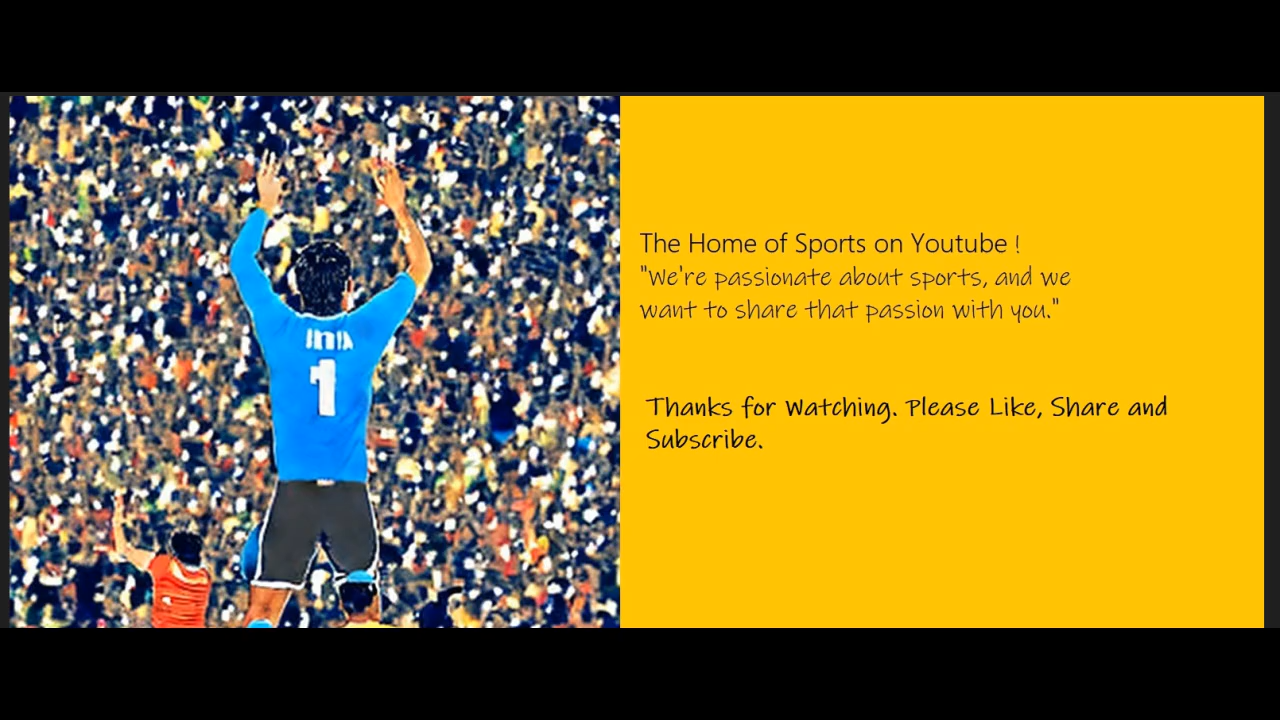 1
The Home of Sports on Youtube !
"We're passionate about sports, and we
want to share that passion with you."
Thanks for Watching. Please Like, Share and
Subscribe.